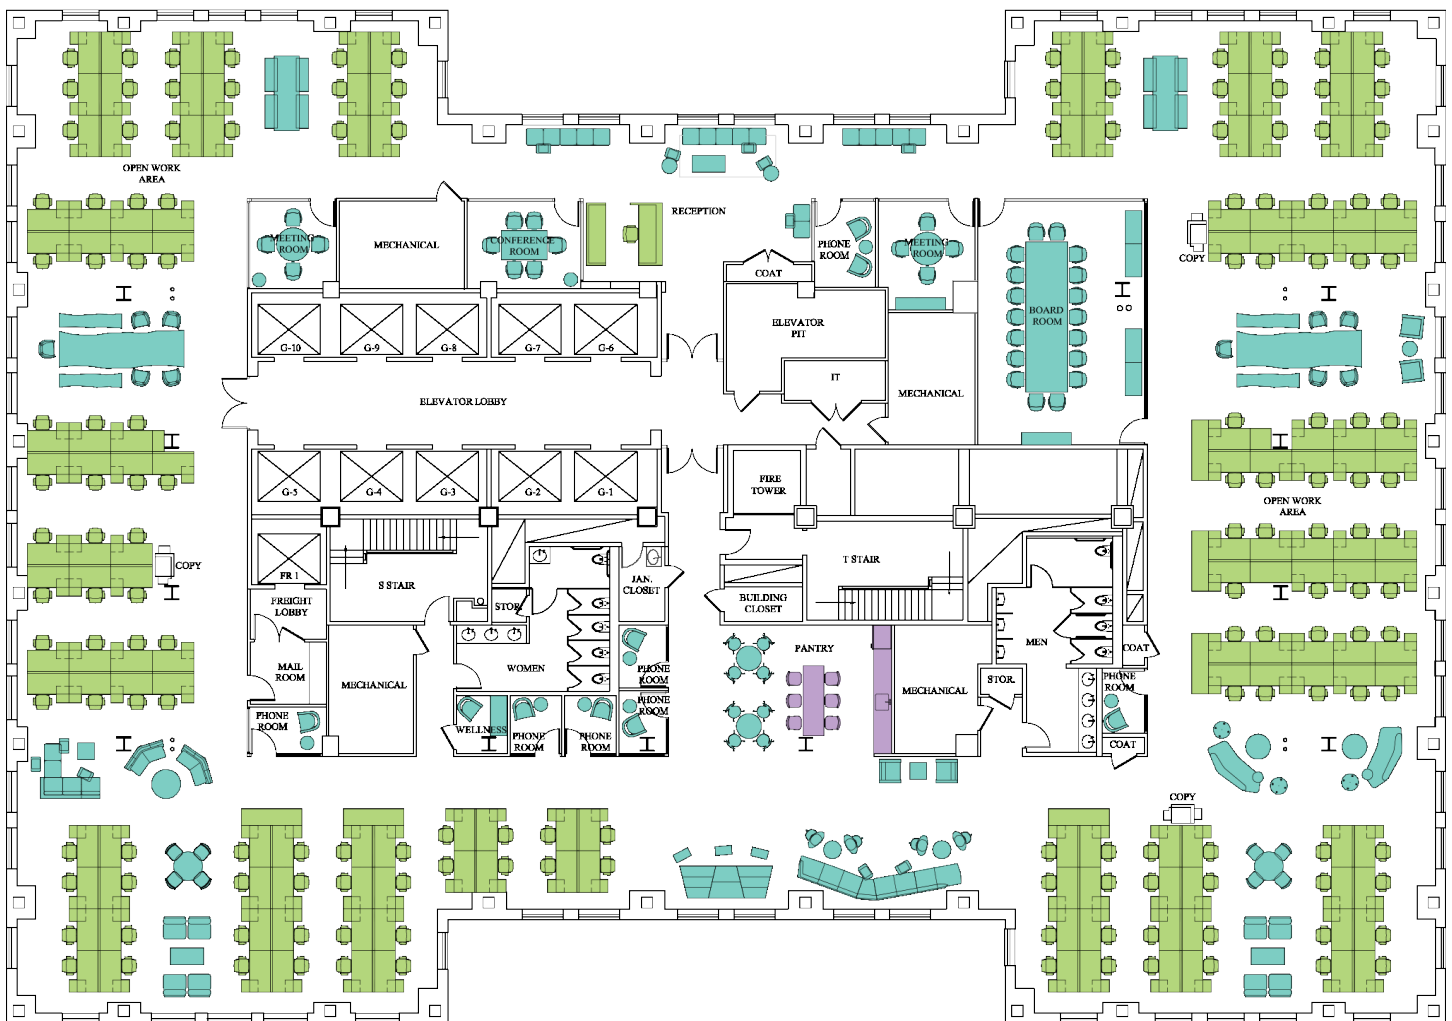 OPEN WORK
AREA
RECEPTION
MEETING
ROOM
MECHANICAL
CONFERENCE
ROOM
PHONE
ROOM
MEETING
ROOM
COPY
COAT
BOARD
ROOM
ELEVATOR
PIT
G-10
G-9
G-8
G-7
G-6
IT
MECHANICAL
ELEVATOR LOBBY
G-5
G-4
G-3
G-2
G-1
FIRE
TOWER
OPEN WORK
AREA
COPY
FR 1
S STAIR
JAN.
CLOSET
T STAIR
FREIGHT
LOBBY
STOR.
BUILDING
CLOSET
MAIL
ROOM
MECHANICAL
WOMEN
PHONE
ROOM
PANTRY
MEN
COAT
MECHANICAL
STOR.
PHONE
ROOM
PHONE
ROOM
PHONE
ROOM
WELLNESS
PHONE
ROOM
PHONE
ROOM
COAT
COPY